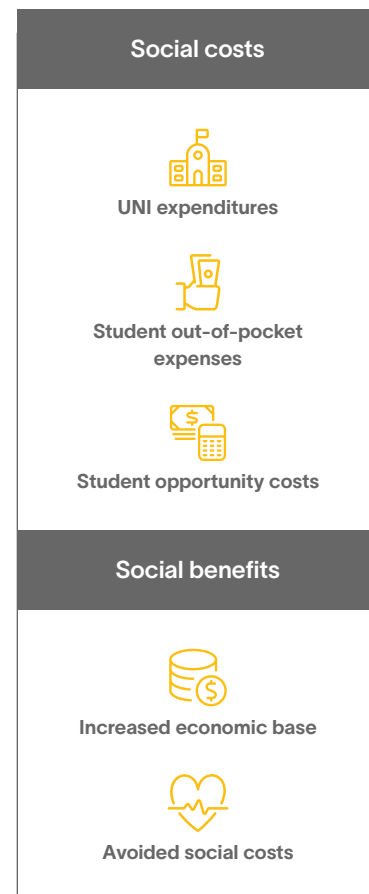 Social costs
UNI expenditures
Student out-of-pocket
expenses
$
Student opportunity costs
Social benefits
$
Increased economic base
Avoided social costs